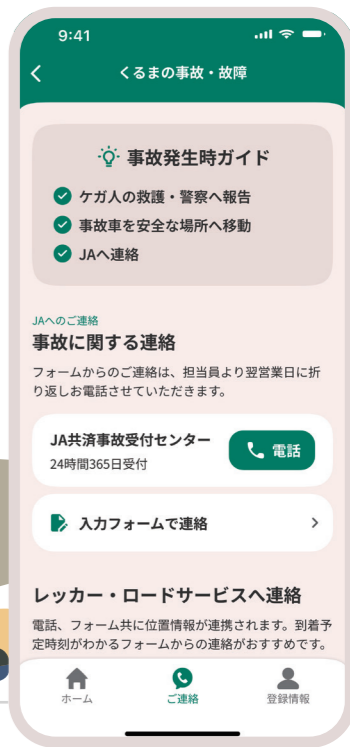 9:41
くるまの事故・故障
事故発生時ガイド
ケガ人の救護・警察へ報告
事故車を安全な場所へ移動
JAへ連絡
JAへのご連絡
事故に関する連絡
フォームからのご連絡は、担当員より翌営業日に折
り返しお電話させていただきます。
JA共済事故受付センター
24時間365日受付
電話
入力フォームで連絡
レッカー・ロードサービスへ連絡
電話、フォーム共に位置情報が連携されます。到着予
定時刻がわかるフォームからの連絡がおすすめです。
ホーム
ご連絡
登録情報